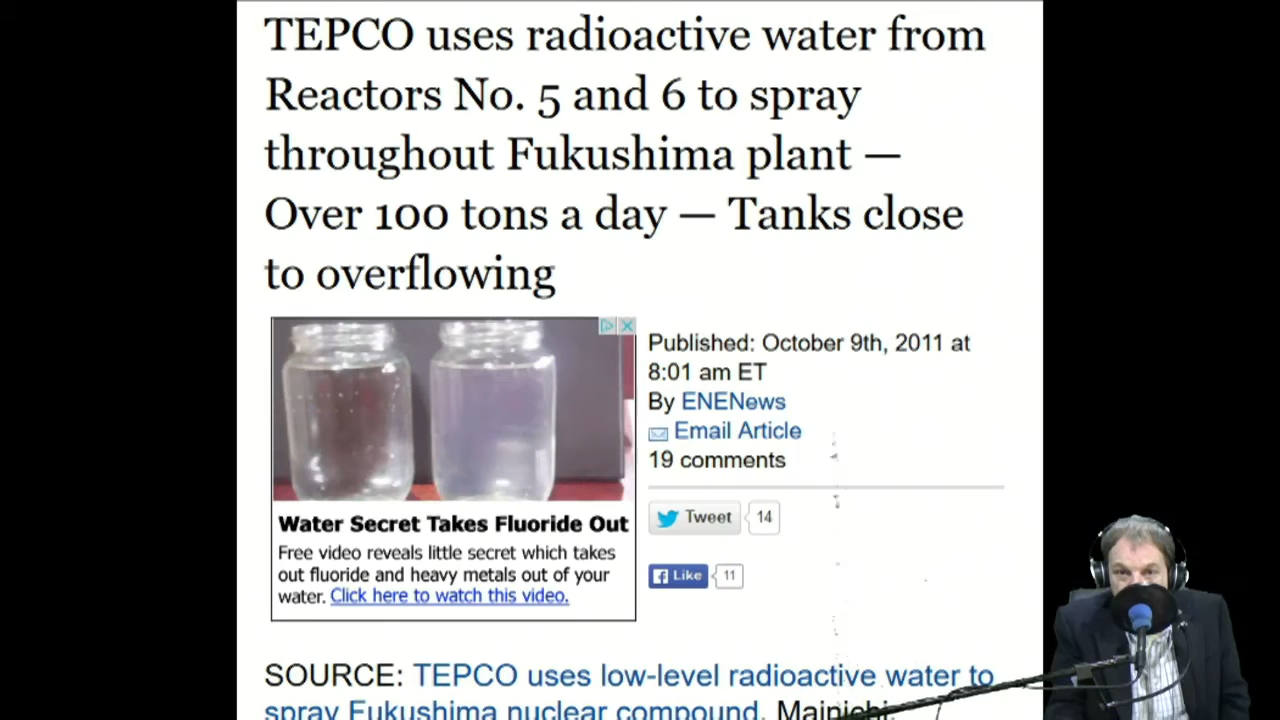 TEPCO uses radioactive water from
Reactors No. 5 and 6 to spray
throughout Fukushima plant —
Over 100 tons a day — Tanks close
to overflowing
Published: October 9th, 2011 at
8:01 am ET
By ENENews
Email Article
19 comments
Tweet 14
Like 11
Water Secret Takes Fluoride Out
Free video reveals little secret which takes
out fluoride and heavy metals out of your
water. Click here to watch this video.
SOURCE: TEPCO uses low-level radioactive water to
spray Fukushima nuclear compound, Mainichi